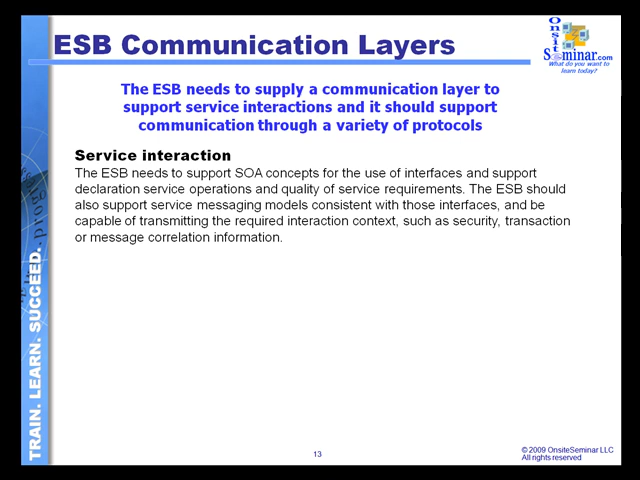 ESB Communication Layers
Onsite
Seminar.com
What do you want to
learn today?
The ESB needs to supply a communication layer to
support service interactions and it should support
communication through a variety of protocols
Service interaction
The ESB needs to support SOA concepts for the use of interfaces and support
declaration service operations and quality of service requirements. The ESB should
also support service messaging models consistent with those interfaces, and be
capable of transmitting the required interaction context, such as security, transaction
or message correlation information.
TRAIN. LEARN. SUCCEED.
13
© 2009 OnsiteSeminar LLC
All rights reserved